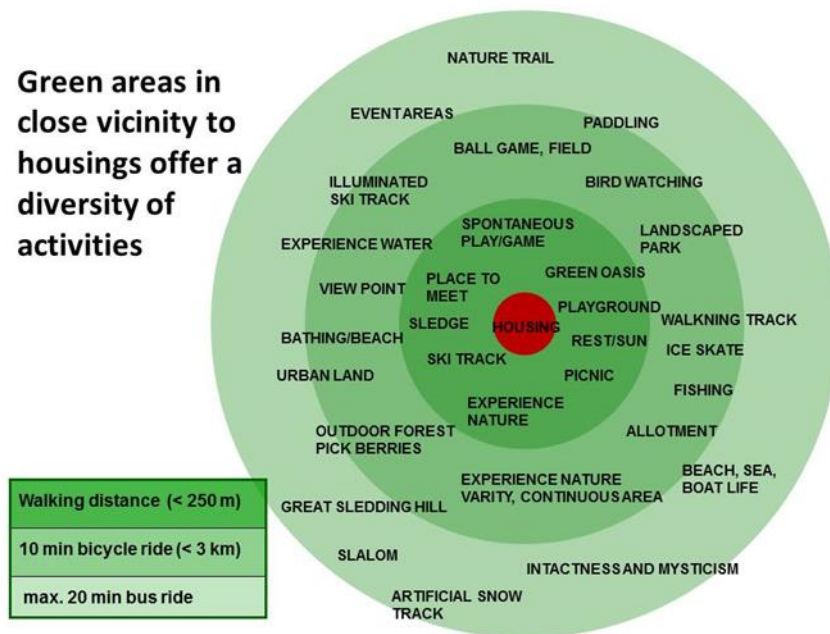 Green areas in
close vicinity to
housings offer a
diversity of
activities
NATURE TRAIL
EVENT AREAS
PADDLING
BALL GAME, FIELD
ILLUMINATED
SKI TRACK
BIRD WATCHING
SPONTANEOUS
PLAY/GAME
LANDSCAPED
PARK
EXPERIENCE WATER
GREEN OASIS
PLACE TO
MEET
VIEW POINT
PLAYGROUND
WALKNING TRACK
SLEDGE
HOUSING
BATHING/BEACH
REST/SUN
ICE SKATE
SKI TRACK
URBAN LAND
PICNIC
FISHING
EXPERIENCE
NATURE
OUTDOOR FOREST
PICK BERRIES
ALLOTMENT
EXPERIENCE NATURE
VARITY, CONTINUOUS AREA
BEACH, SEA,
BOAT LIFE
GREAT SLEDDING HILL
SLALOM
INTACTNESS AND MYSTICISM
ARTIFICIAL SNOW
TRACK
Walking distance (< 250 m)
10 min bicycle ride (< 3 km)
max. 20 min bus ride